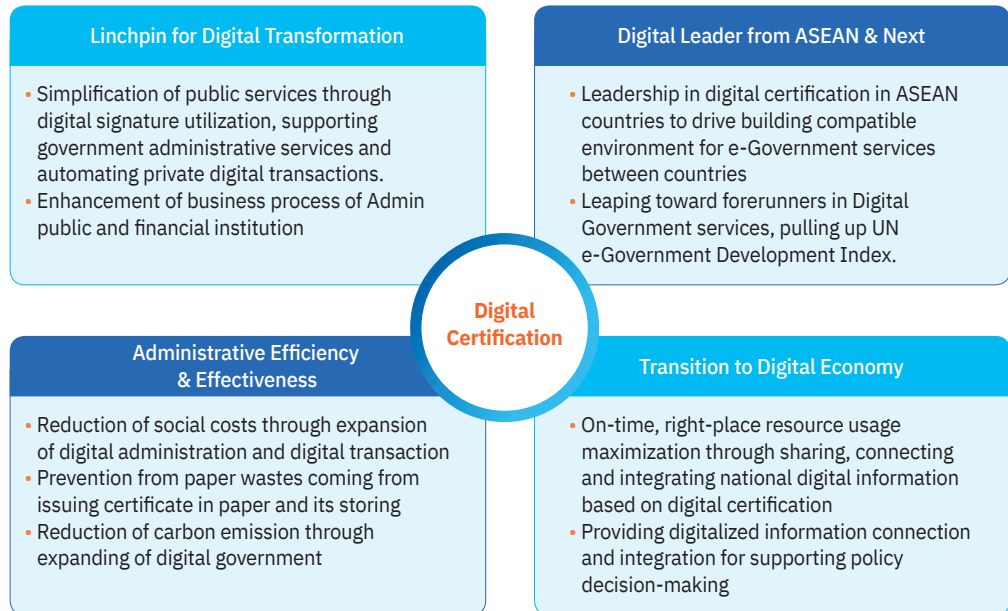 Linchpin for Digital Transformation
• Simplification of public services through
digital signature utilization, supporting
government administrative services and
automating private digital transactions.
• Enhancement of business process of Admin
public and financial institution
Digital Leader from ASEAN & Next
• Leadership in digital certification in ASEAN
countries to drive building compatible
environment for e-Government services
between countries
• Leaping toward forerunners in Digital
Government services, pulling up UN
e-Government Development Index.
Digital
Certification
Administrative Efficiency
& Effectiveness
• Reduction of social costs through expansion
of digital administration and digital transaction
• Prevention from paper wastes coming from
issuing certificate in paper and its storing
• Reduction of carbon emission through
expanding of digital government
Transition to Digital Economy
• On-time, right-place resource usage
maximization through sharing, connecting
and integrating national digital information
based on digital certification
• Providing digitalized information connection
and integration for supporting policy
decision-making